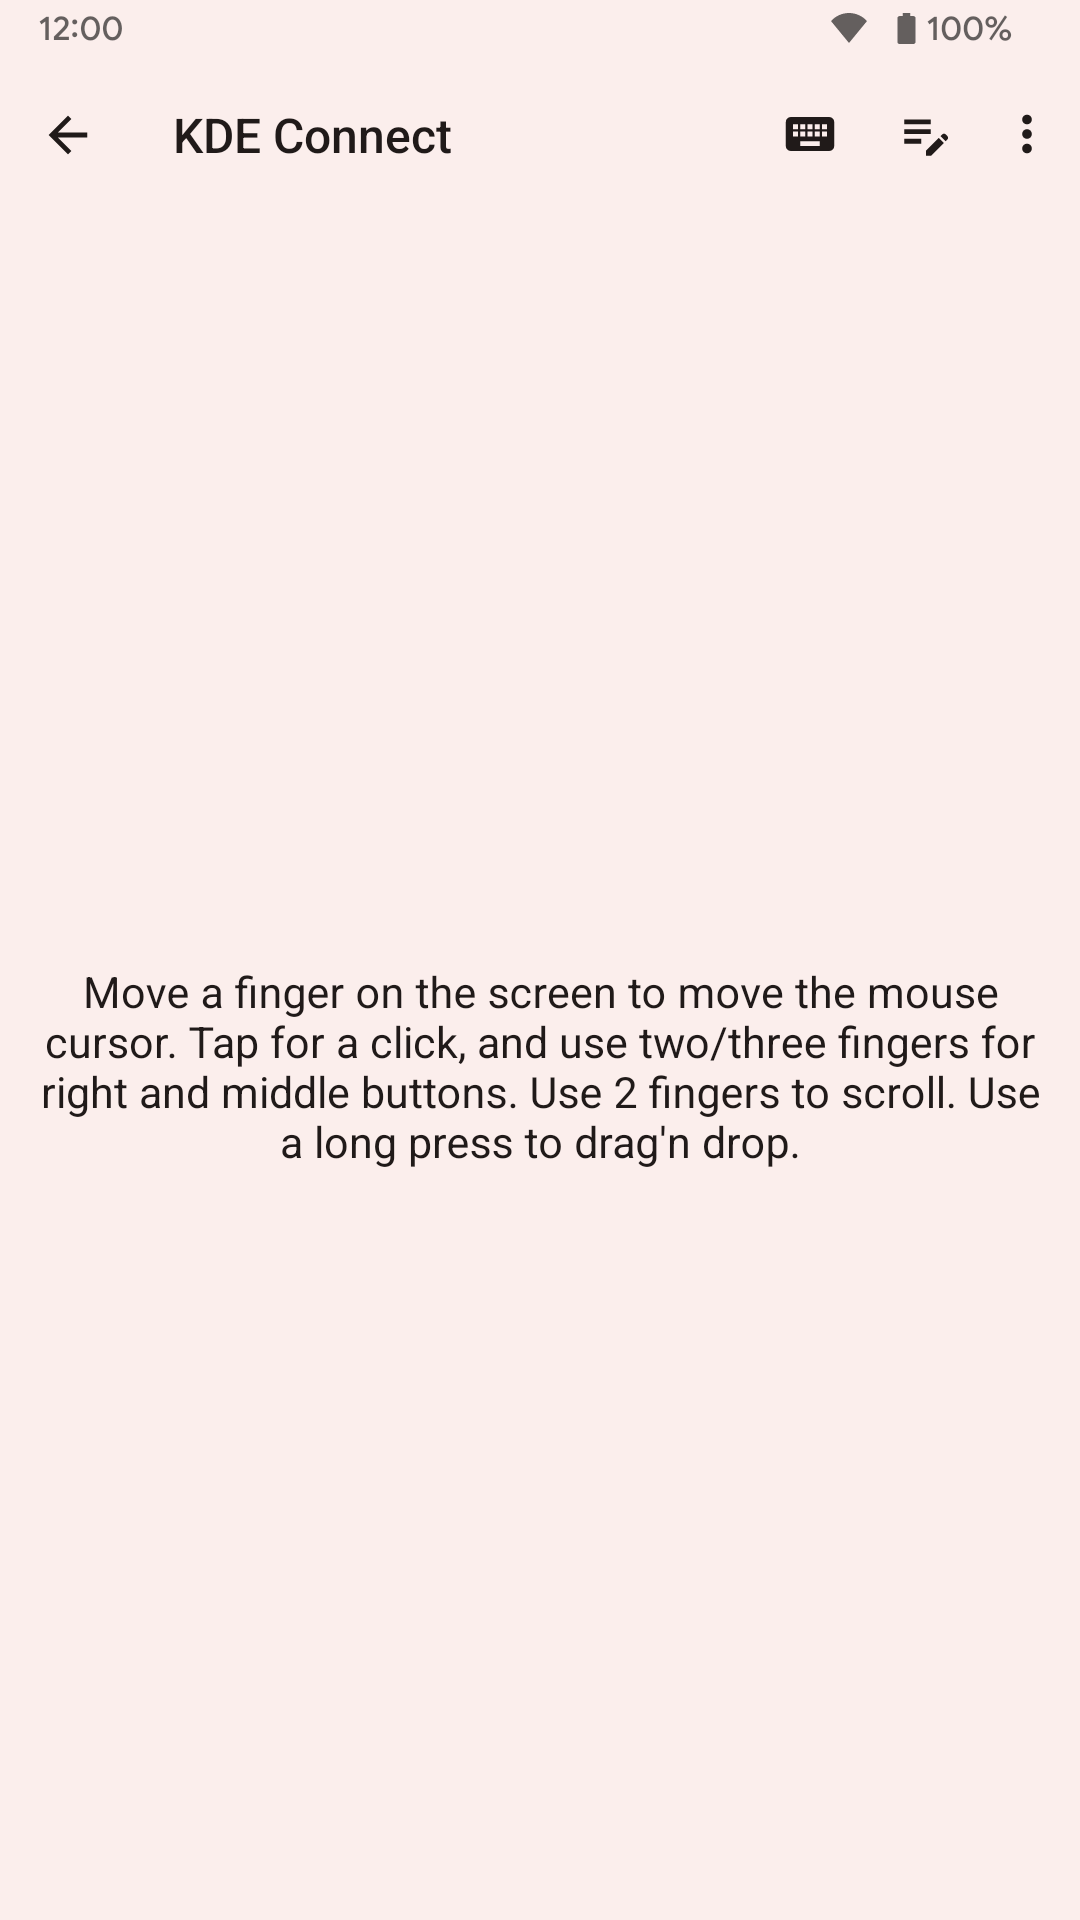 12:00
100%
KDE Connect
Move a finger on the screen to move the mouse
cursor. Tap for a click, and use two/three fingers for
right and middle buttons. Use 2 fingers to scroll. Use
a long press to drag'n drop.